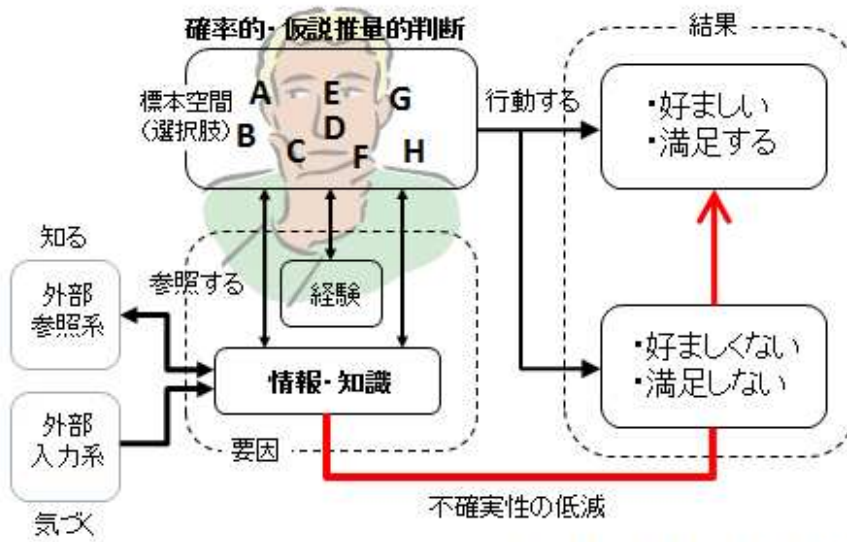 確率的・仮説推量的判断
標本空間
（選択肢）
A
B
C
E
D
F
G
H
行動する
結果
・好ましい
・満足する
・好ましくない
・満足しない
知る
外部
参照系
参照する
経験
情報・知識
外部
入力系
気づく
要因
不確実性の低減